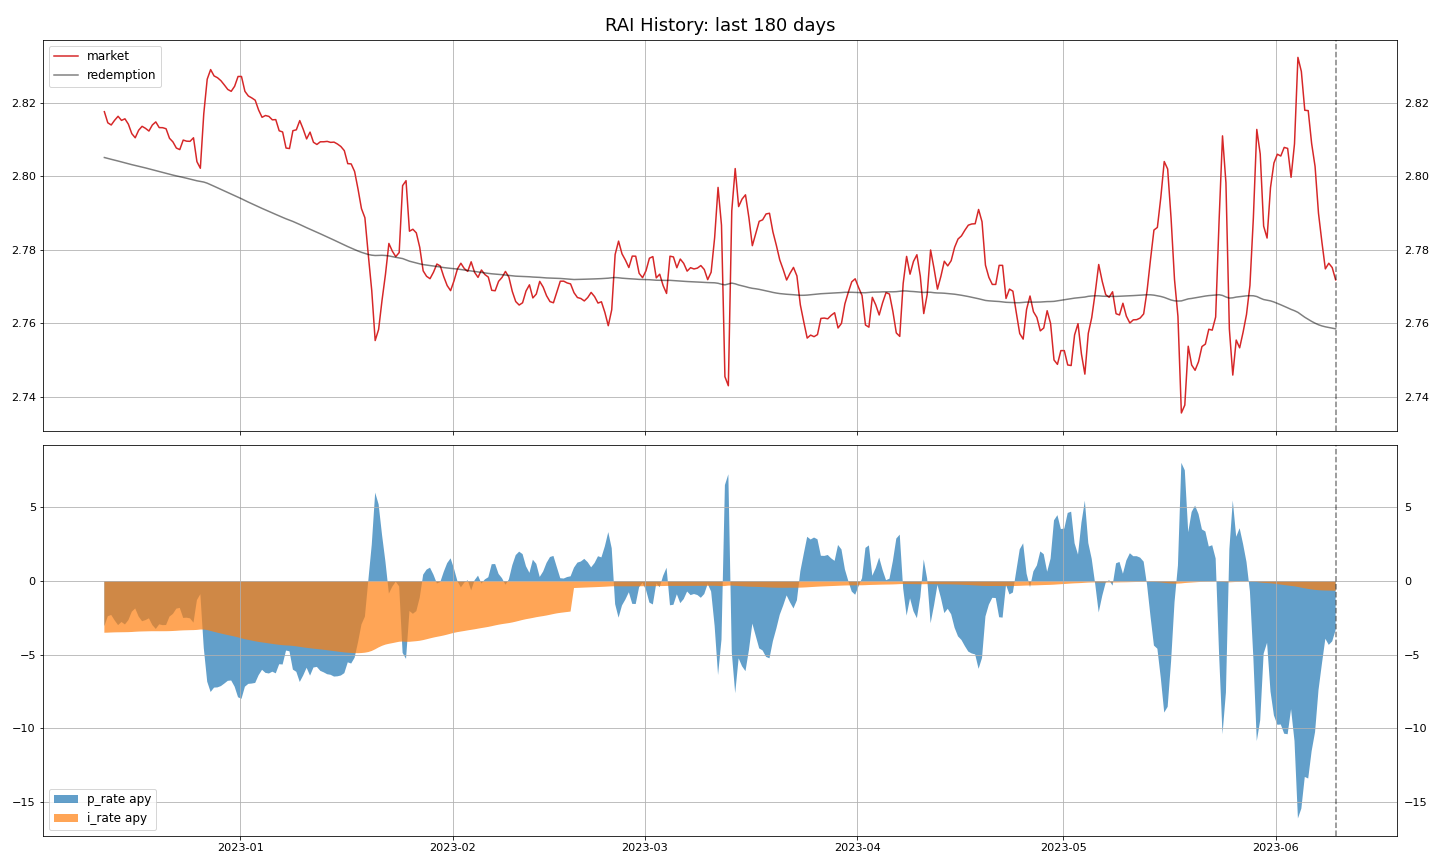 RAI History: last 180 days
market
redemption
2.82 2.82
2.80 2.80
2.78 2.78
2.76 2.76
2.74 2.74
5 5
0 0
−5 −5
−10 −10
−15 −15
p_rate apy
i_rate apy
2023-01 2023-02 2023-03 2023-04 2023-05 2023-06